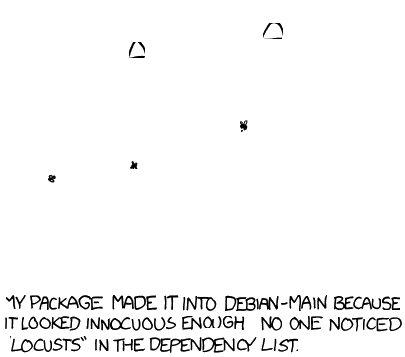 MY PACKAGE MADE IT INTO DEBIAN-MAIN BECAUSE
IT LOOKED INNOCUOUS ENOUGH NO ONE NOTICED
"LOCUSTS" IN THE DEPENDENCY LIST.